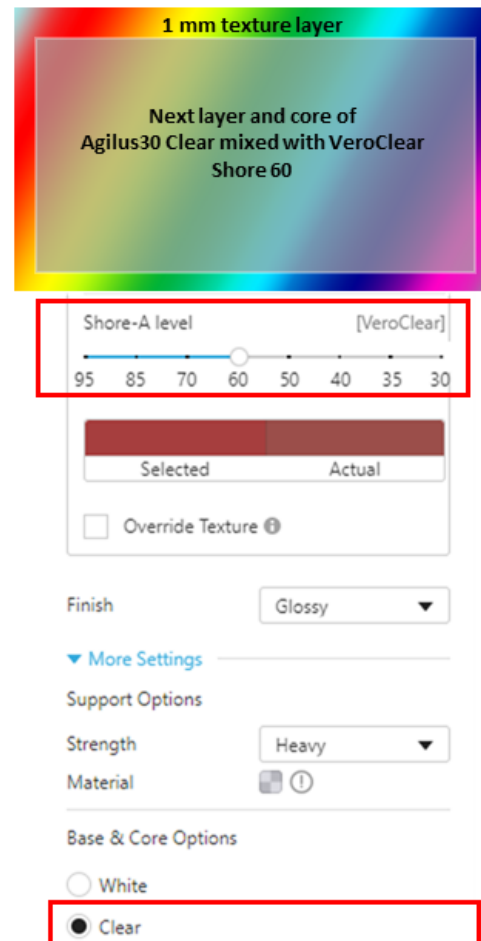 1 mm texture layer
Next layer and core of
Agilus30 Clear mixed with VeroClear
Shore 60
Shore-A level [VeroClear]
95 85 70 60 50 40 35 30
Selected Actual
Override Texture
Finish Glossy
More Settings
Support Options
Strength Heavy
Material
Base & Core Options
White
Clear